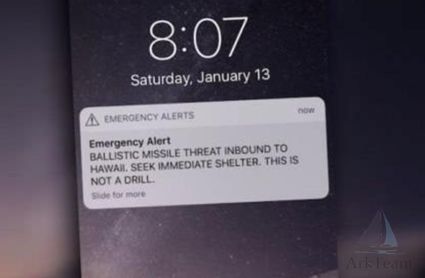 8:07
Saturday, January 13
EMERGENCY ALERTS now
Emergency Alert
BALLISTIC MISSILE THREAT INBOUND TO
HAWAII. SEEK IMMEDIATE SHELTER. THIS IS
NOT A DRILL.
Slide for more
ArkTeam